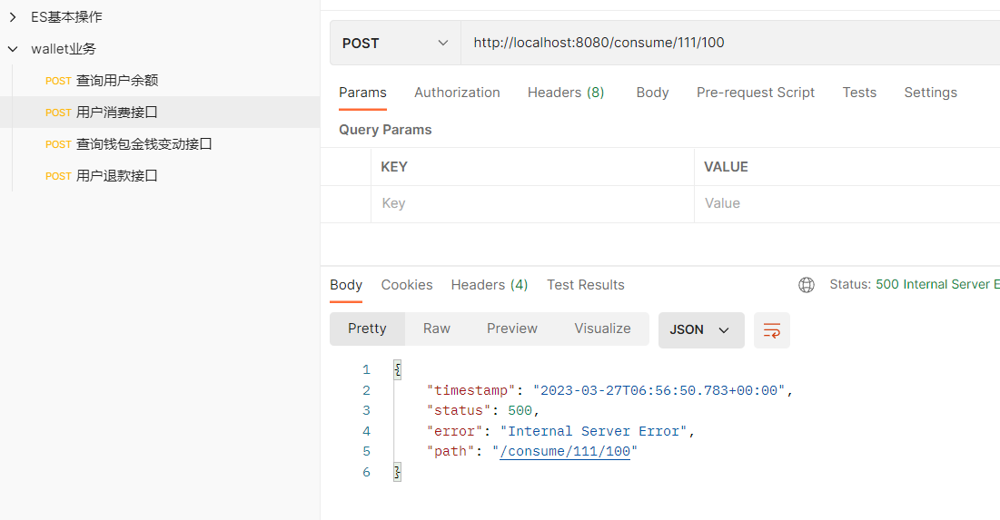 ES基本操作
wallet业务
POST 查询用户余额
POST 用户消费接口
POST 查询钱包金钱变动接口
POST 用户退款接口
POST http://localhost:8080/consume/111/100
Params Authorization Headers (8) Body Pre-request Script Tests Settings
Query Params
KEY VALUE
Key Value
Body Cookies Headers (4) Test Results Status: 500 Internal Server E
Pretty Raw Preview Visualize JSON
1 {
2 "timestamp": "2023-03-27T06:56:50.783+00:00",
3 "status": 500,
4 "error": "Internal Server Error",
5 "path": "/consume/111/100"
6 }